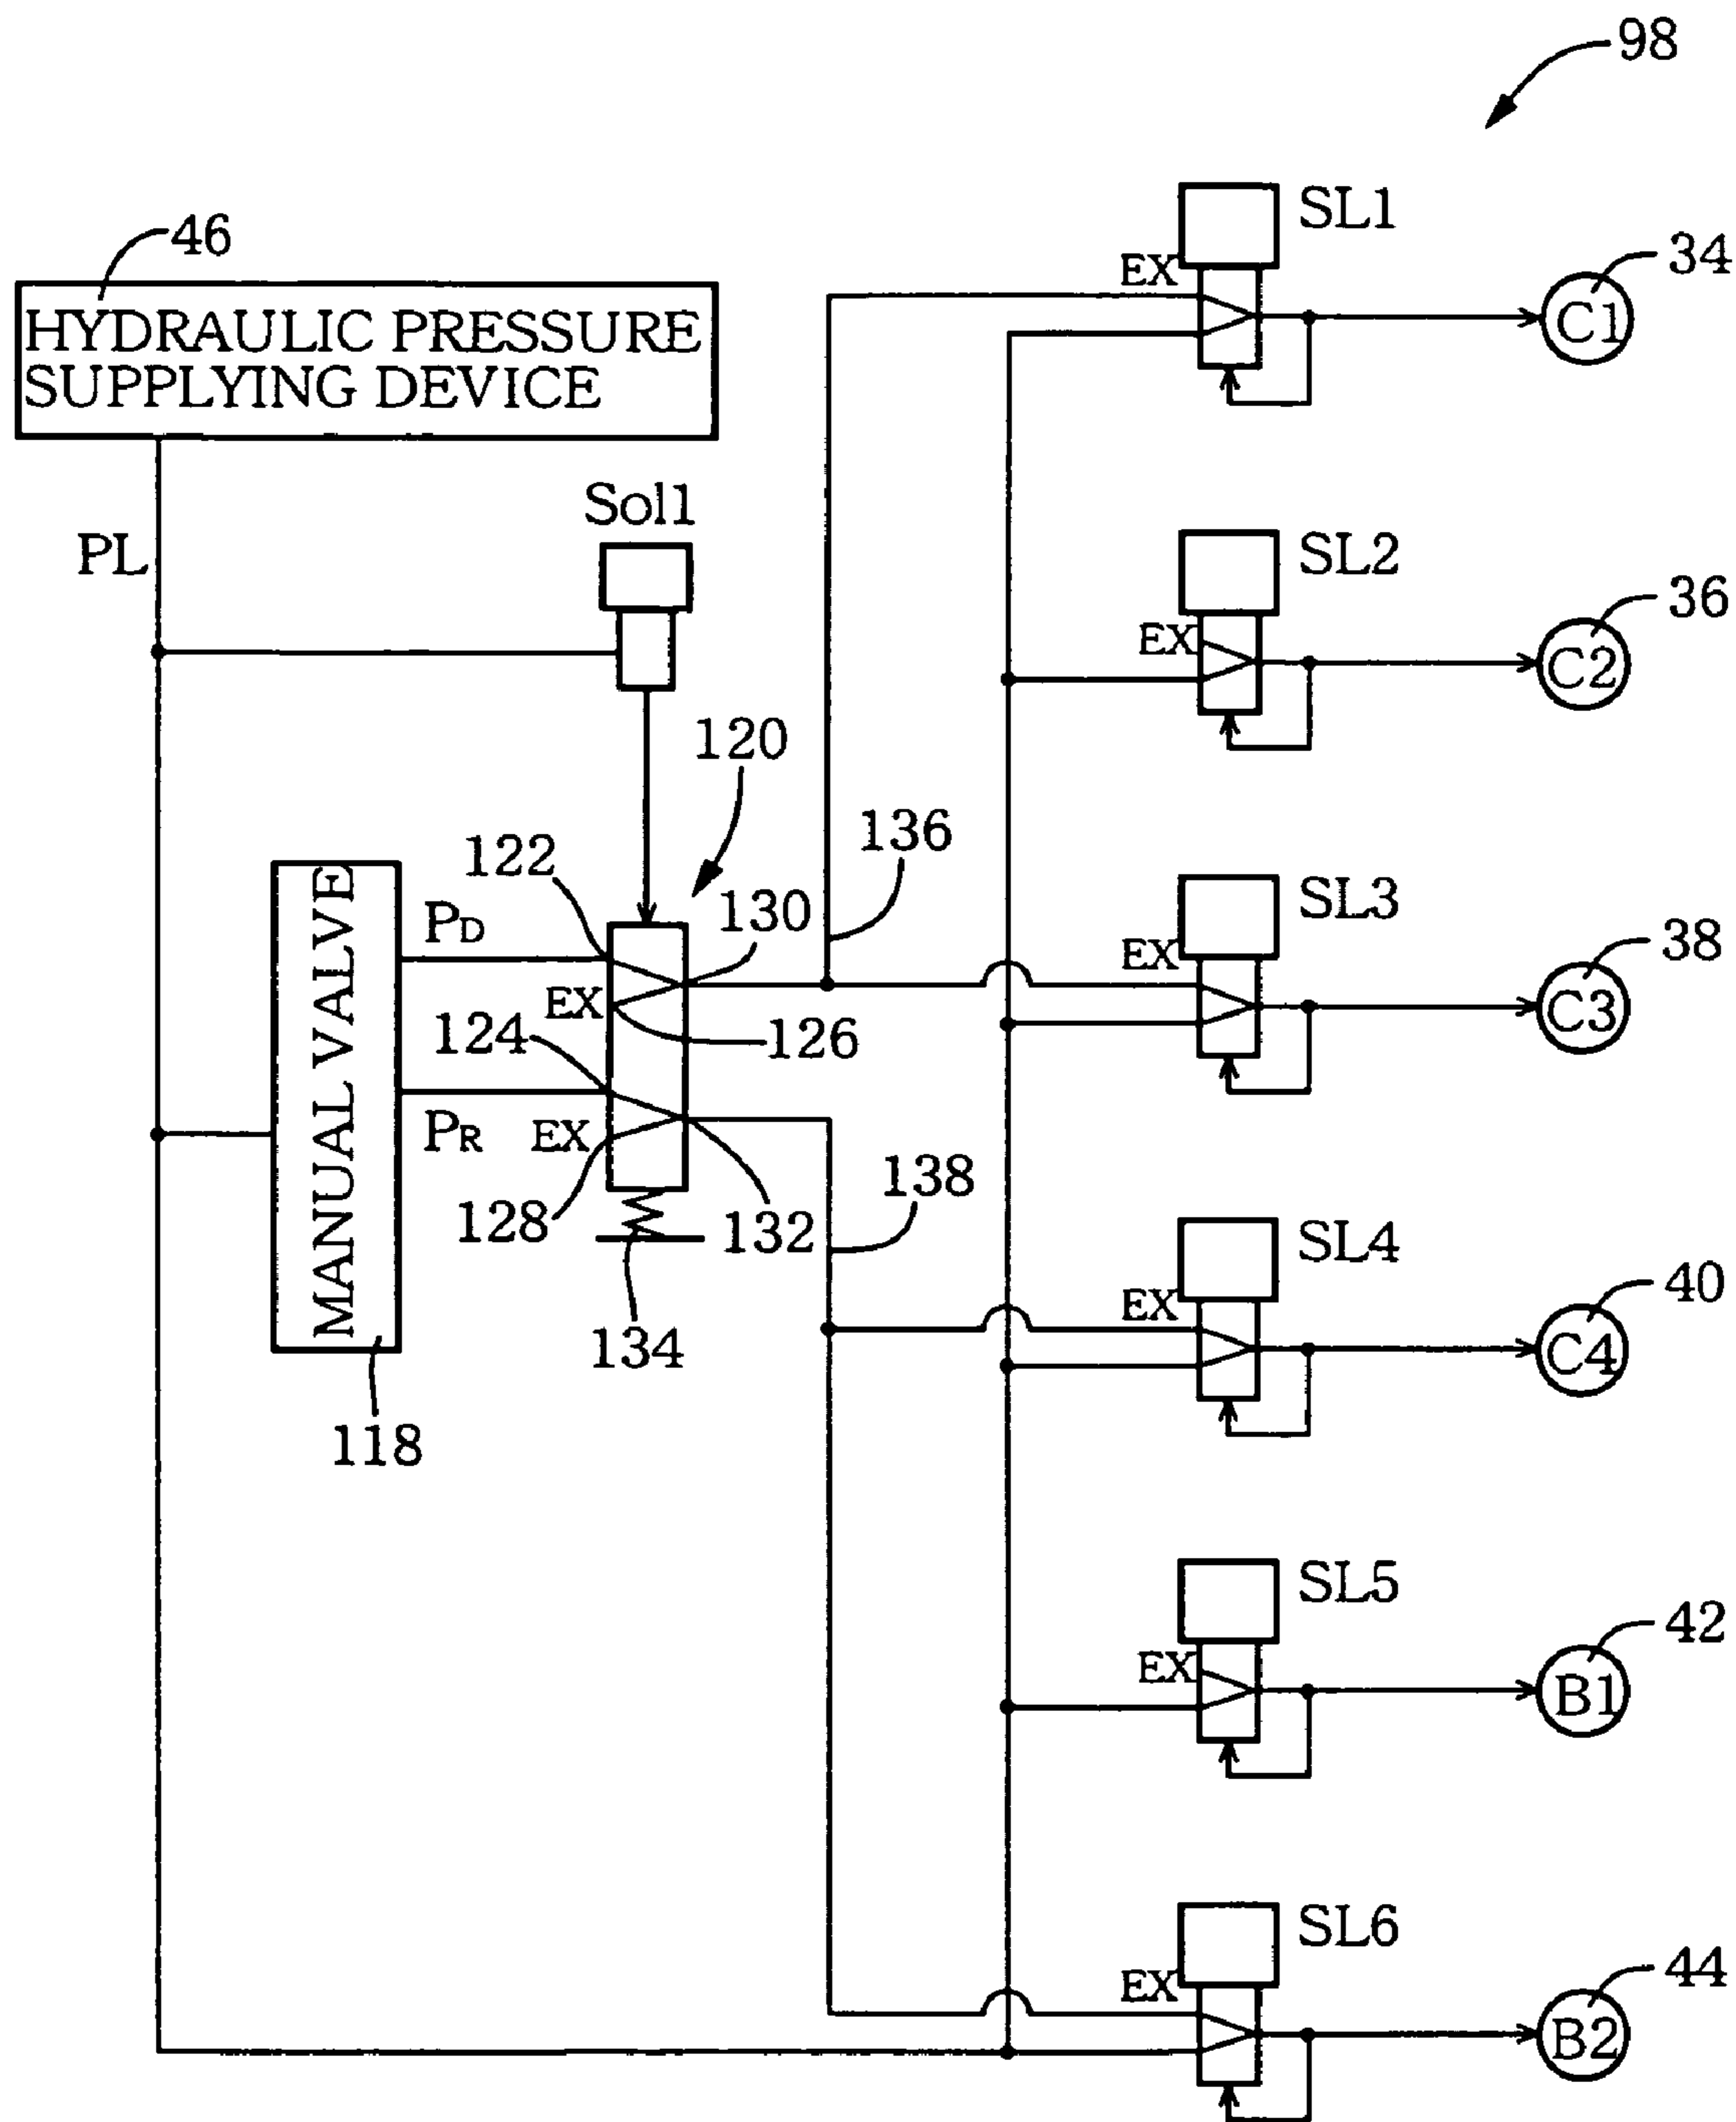 98
SL1
46
EX
34
C1
HYDRAULIC PRESSURE
SUPPLYING DEVICE
Sol1
PL
SL2
EX
36
C2
120
136
122
130
SL3
PD
EX
38
C3
EX
126
124
MANUAL VALVE
PR
EX
138
128
132
SL4
EX
40
C4
134
118
SL5
EX
42
B1
SL6
EX
44
B2